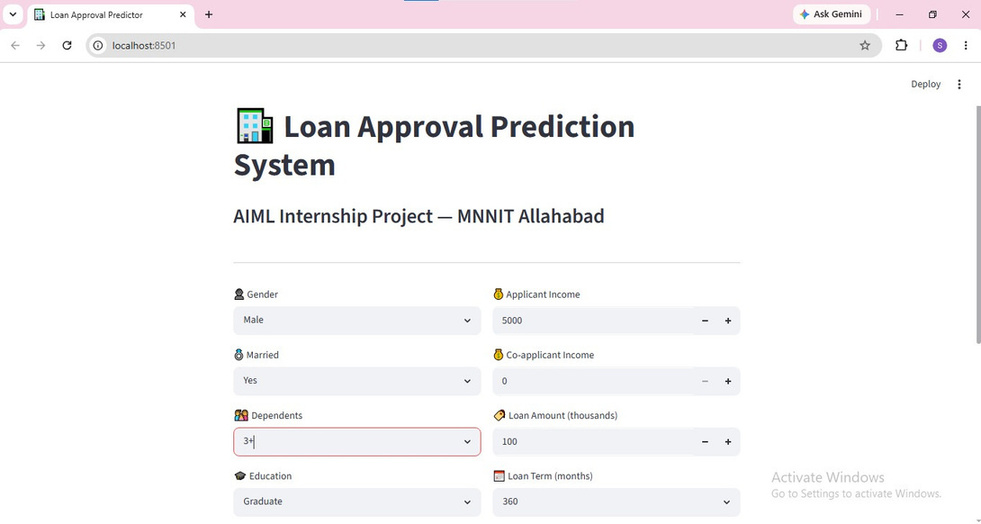 Loan Approval Predictor
Ask Gemini
localhost:8501
S
Deploy
Loan Approval Prediction
System
AIML Internship Project — MNNIT Allahabad
Gender
Applicant Income
Male
5000
Married
Co-applicant Income
Yes
0
Dependents
Loan Amount (thousands)
3+
100
Education
Loan Term (months)
Graduate
360
Activate Windows
Go to Settings to activate Windows.